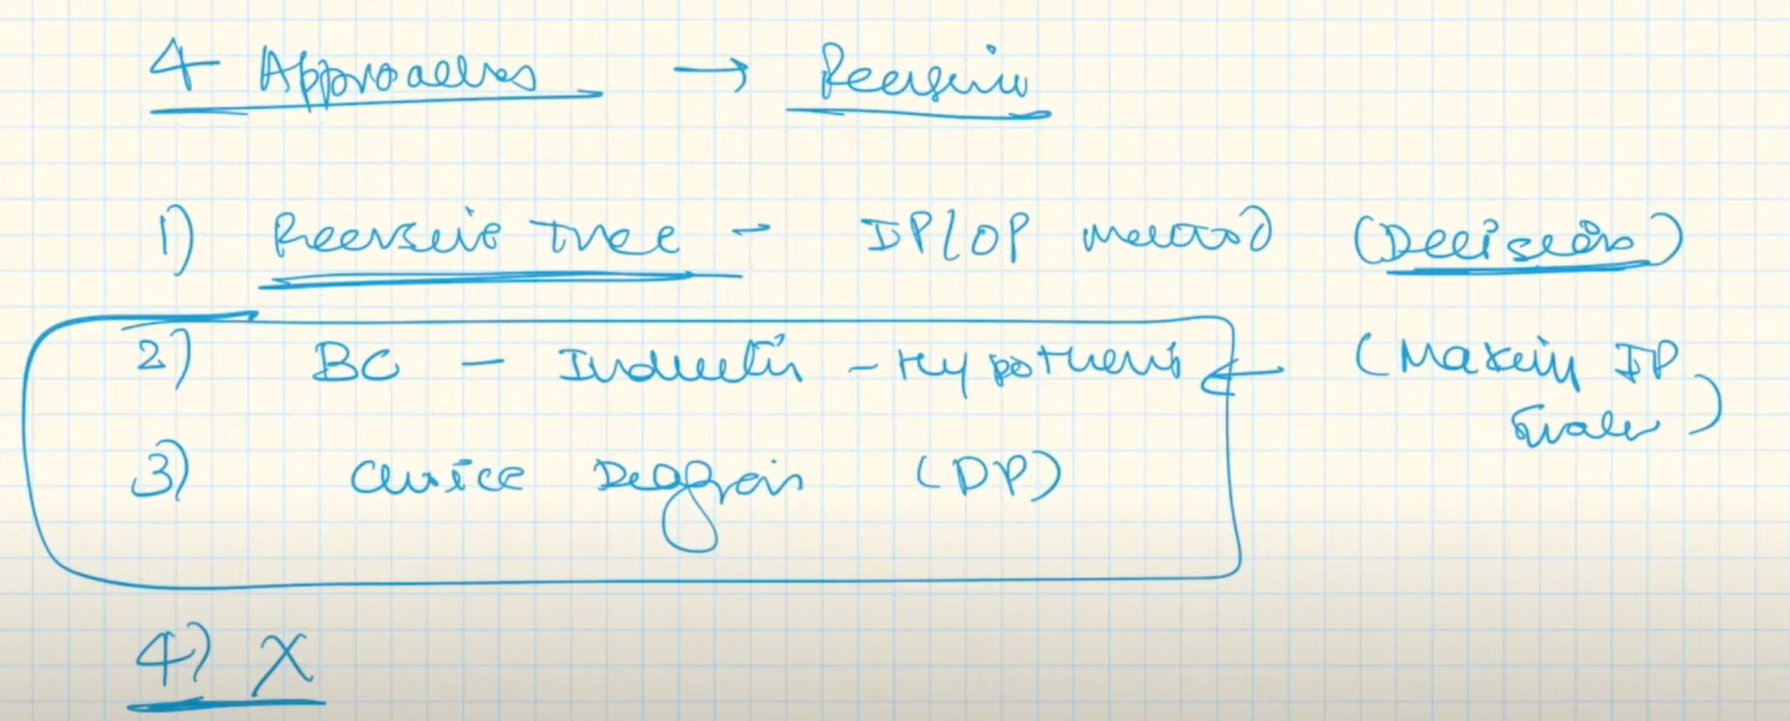 4 Approaches → Recursion
1) Recursive Tree - IP/OP method (Decision)
2) BC - Induction - Hypothesis ← (Making IP
Smaller)
3) Choice Diagram (DP)
4) X